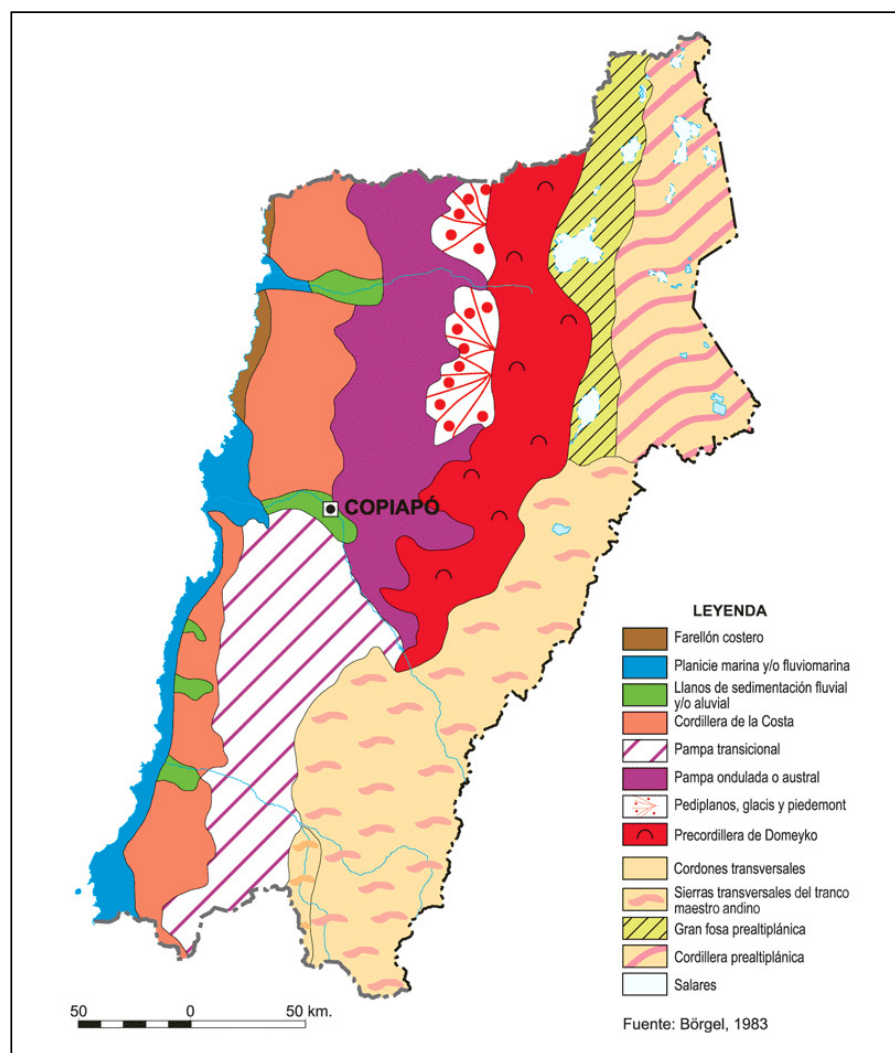 COPIAPÓ
LEYENDA
Farellón costero
Planicie marina y/o fluviomarina
Llanos de sedimentación fluvial
y/o aluvial
Cordillera de la Costa
Pampa transicional
Pampa ondulada o austral
Pediplanos, glacis y piedemont
Precordillera de Domeyko
Cordones transversales
Sierras transversales del tranco
maestro andino
Gran fosa prealtiplánica
Cordillera prealtiplánica
Salares
50 0 50 km.
Fuente: Börgel, 1983